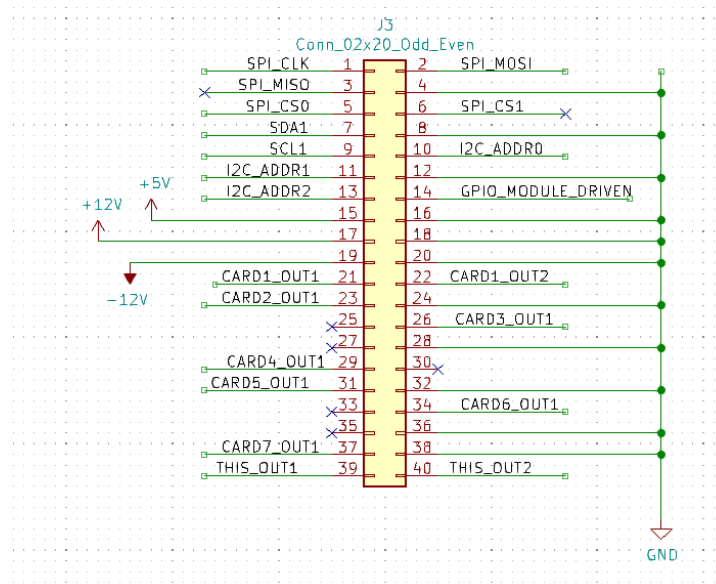 J3
Conn_02x20_Odd_Even
SPI_CLK 1 2 SPI_MOSI
SPI_MISO 3 4
SPI_CS0 5 6 SPI_CS1
SDA1 7 8
SCL1 9 10 I2C_ADDR0
I2C_ADDR1 11 12
I2C_ADDR2 13 14 GPIO_MODULE_DRIVEN
+5V 15 16
+12V 17 18
19 20
CARD1_OUT1 21 22 CARD1_OUT2
-12V
CARD2_OUT1 23 24
25 26 CARD3_OUT1
27 28
CARD4_OUT1 29 30
CARD5_OUT1 31 32
33 34 CARD6_OUT1
35 36
CARD7_OUT1 37 38
THIS_OUT1 39 40 THIS_OUT2
GND